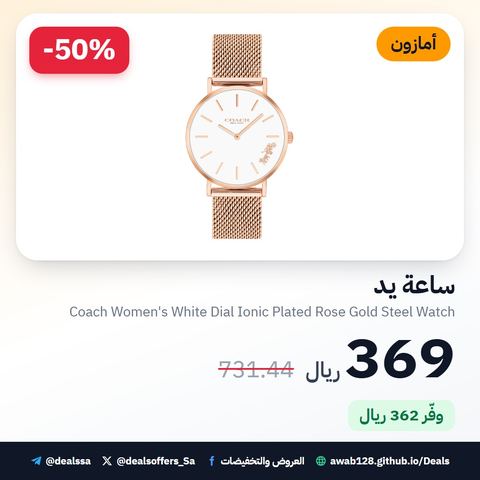 -50%
أمازون
COACH
ساعة يد
Coach Women's White Dial Ionic Plated Rose Gold Steel Watch
369 ريال 731.44
وفّر 362 ريال
@dealssa @dealsoffers_Sa العروض والتخفيضات awab128.github.io/Deals